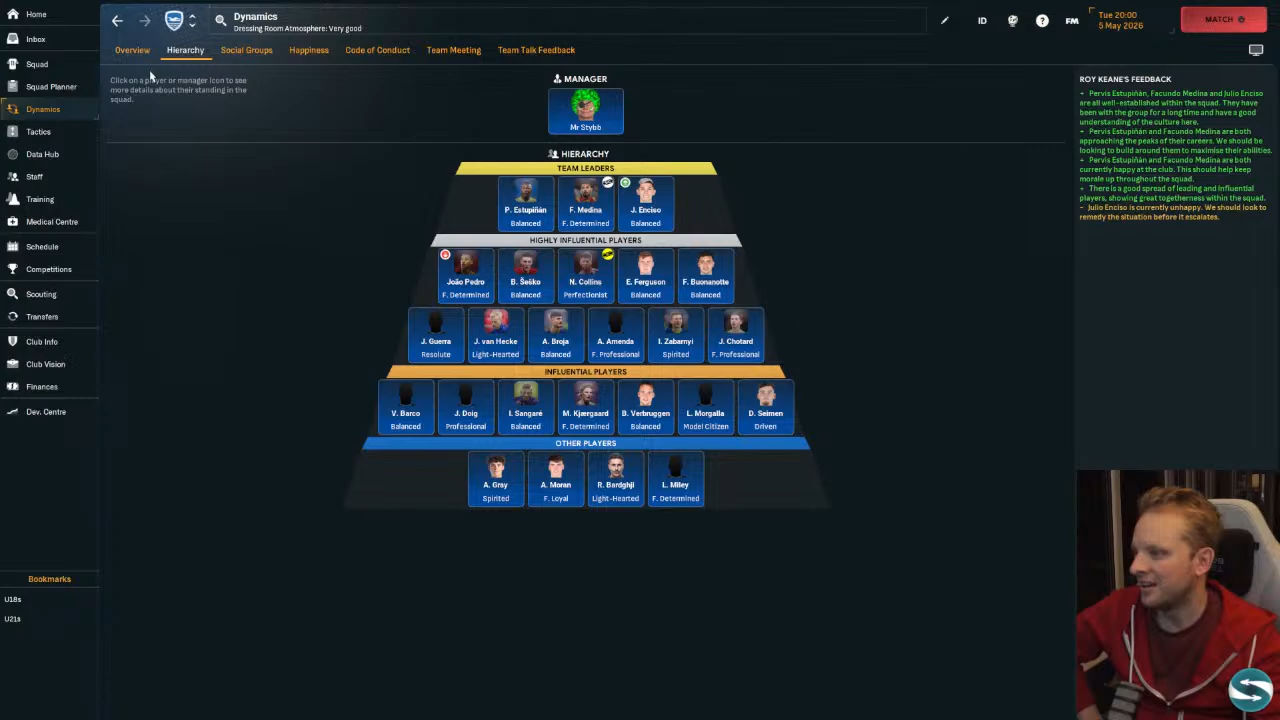 Home
Inbox
Squad
Squad Planner
Dynamics
Tactics
Data Hub
Staff
Training
Medical Centre
Schedule
Competitions
Scouting
Transfers
Club Info
Club Vision
Finances
Dev. Centre
Bookmarks
U18s
U21s
Dynamics
Dressing Room Atmosphere: Very good
ID
FM
Tue 20:00
5 May 2026
MATCH
Overview
Hierarchy
Social Groups
Happiness
Code of Conduct
Team Meeting
Team Talk Feedback
Click on a player or manager icon to see
more details about their standing in the
squad.
MANAGER
Mr Stybb
HIERARCHY
TEAM LEADERS
P. Estupiñán
Balanced
F. Medina
F. Determined
J. Enciso
Balanced
HIGHLY INFLUENTIAL PLAYERS
João Pedro
F. Determined
B. Šeško
Balanced
N. Collins
Perfectionist
E. Ferguson
Balanced
F. Buonanotte
Balanced
J. Guerra
Resolute
J. van Hecke
Light-Hearted
A. Broja
Balanced
A. Amenda
F. Professional
I. Zabarnyi
Spirited
J. Chotard
F. Professional
INFLUENTIAL PLAYERS
V. Barco
Balanced
J. Doig
Professional
I. Sangaré
Balanced
M. Kjærgaard
F. Determined
B. Verbruggen
Balanced
L. Morgalla
Model Citizen
D. Seimen
Driven
OTHER PLAYERS
A. Gray
Spirited
A. Moran
F. Loyal
R. Bardghji
Light-Hearted
L. Miley
F. Determined
ROY KEANE'S FEEDBACK
+ Pervis Estupiñán, Facundo Medina and Julio Enciso
are all well-established within the squad. They have
been with the group for a long time and have a good
understanding of the culture here.
+ Pervis Estupiñán and Facundo Medina are both
approaching the peaks of their careers. We should be
looking to build around them to maximise their abilities.
+ Pervis Estupiñán and Facundo Medina are both
currently happy at the club. This should help keep
morale up throughout the squad.
+ There is a good spread of leading and influential
players, showing great togetherness within the squad.
- Julio Enciso is currently unhappy. We should look to
remedy the situation before it escalates.